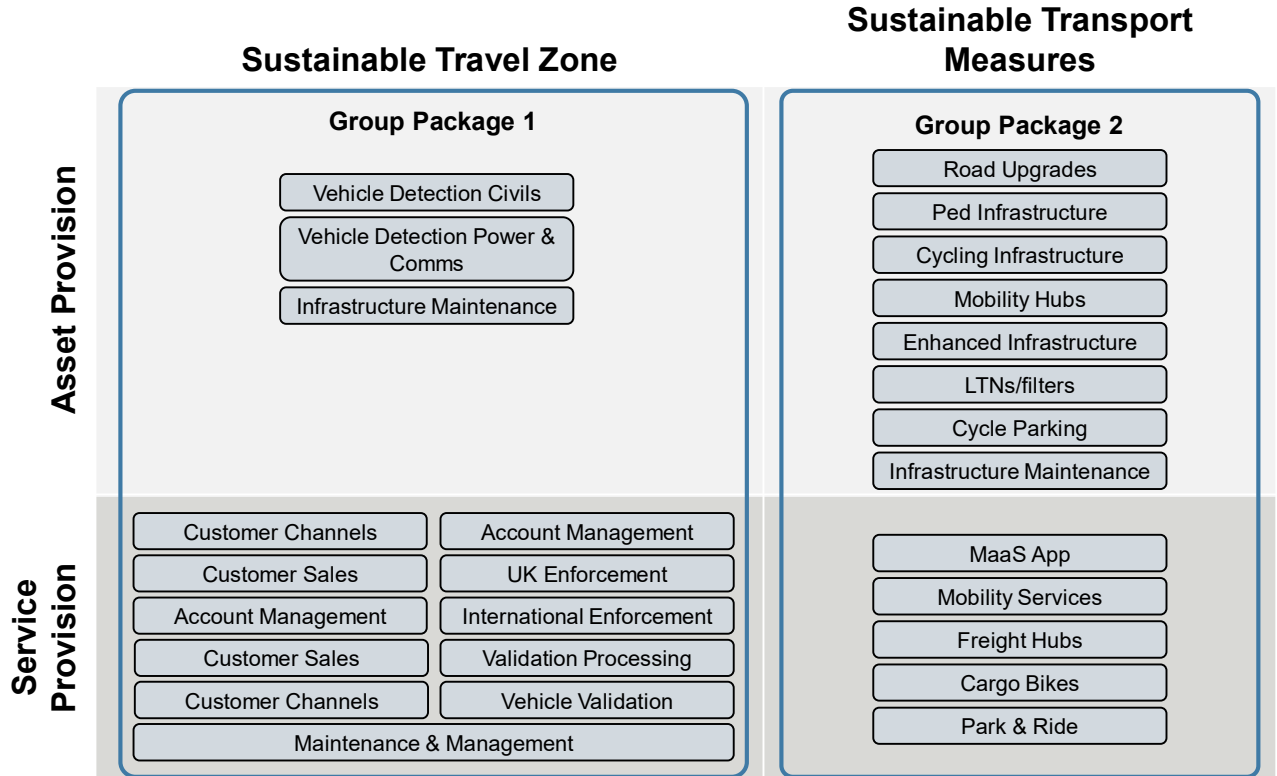 Sustainable Travel Zone
Sustainable Transport
Measures
Asset Provision
Group Package 1
Vehicle Detection Civils
Vehicle Detection Power &
Comms
Infrastructure Maintenance
Group Package 2
Road Upgrades
Ped Infrastructure
Cycling Infrastructure
Mobility Hubs
Enhanced Infrastructure
LTNs/filters
Cycle Parking
Infrastructure Maintenance
Service
Provision
Customer Channels
Account Management
Customer Sales
UK Enforcement
Account Management
International Enforcement
Customer Sales
Validation Processing
Customer Channels
Vehicle Validation
Maintenance & Management
MaaS App
Mobility Services
Freight Hubs
Cargo Bikes
Park & Ride